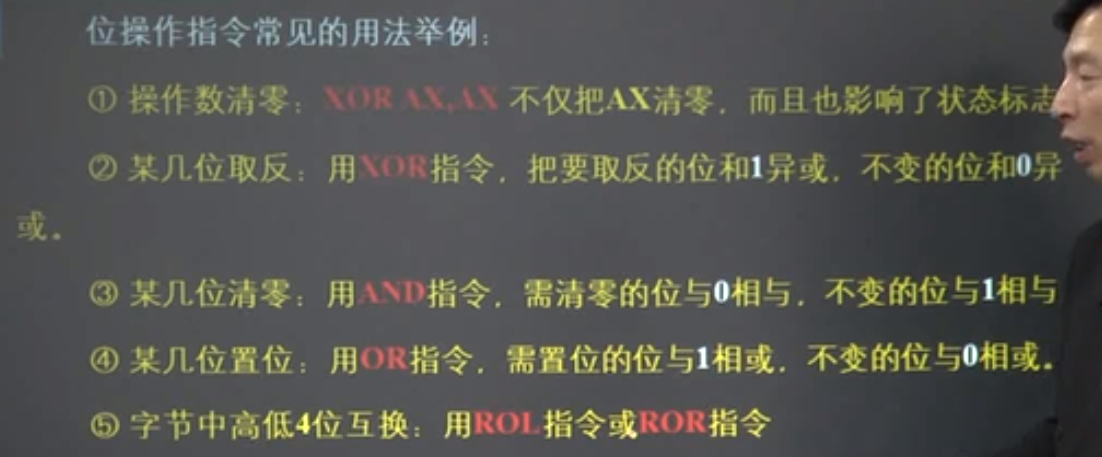 位操作指令常见的用法举例：
① 操作数清零：XOR AX,AX 不仅把AX清零，而且也影响了状态标志
② 某几位取反：用XOR指令，把要取反的位和1异或，不变的位和0异
或。
③ 某几位清零：用AND指令，需清零的位与0相与，不变的位与1相与
④ 某几位置位：用OR指令，需置位的位与1相或，不变的位与0相或。
⑤ 字节中高低4位互换：用ROL指令或ROR指令